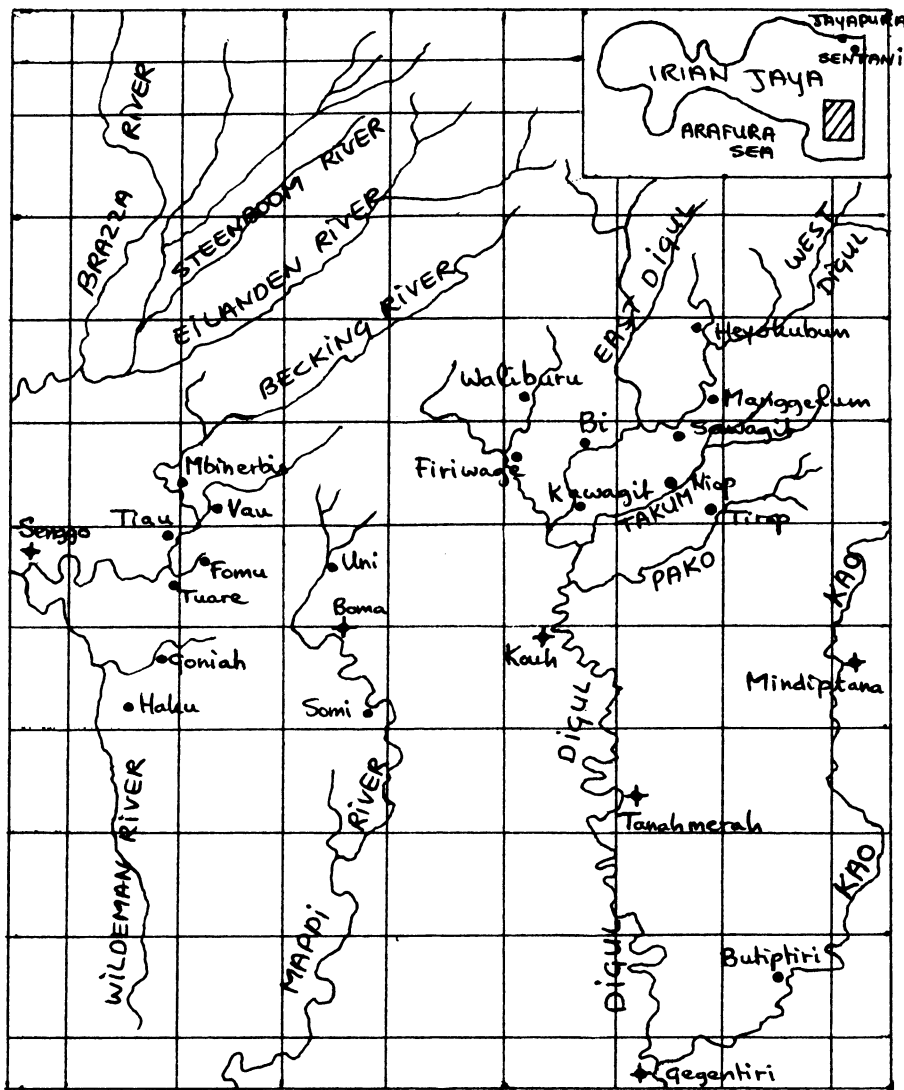 JAYAPURA
SENTANI
IRIAN JAYA
ARAFURA
SEA
BRAZZA
RIVER
STEENBOOM RIVER
EILANDEN RIVER
BECKING RIVER
EAST DIGUL
WEST
DIGUL
Heyokubun
Waliburu
Manggelum
Bi
Sawagit
Firiwage
Mbinerbi
Kawagit
Niop
TAKUM
Tirop
Vau
Tiau
Senggo
Fomu
Tuare
Uni
PAKO
KAO
Boma
Kouh
Goniah
Mindiptana
Haku
Somi
DIGUL
WILDEMAN RIVER
MAPPI
RIVER
Tanahmerah
KAO
DIGUL
Butiptiri
Gegentiri